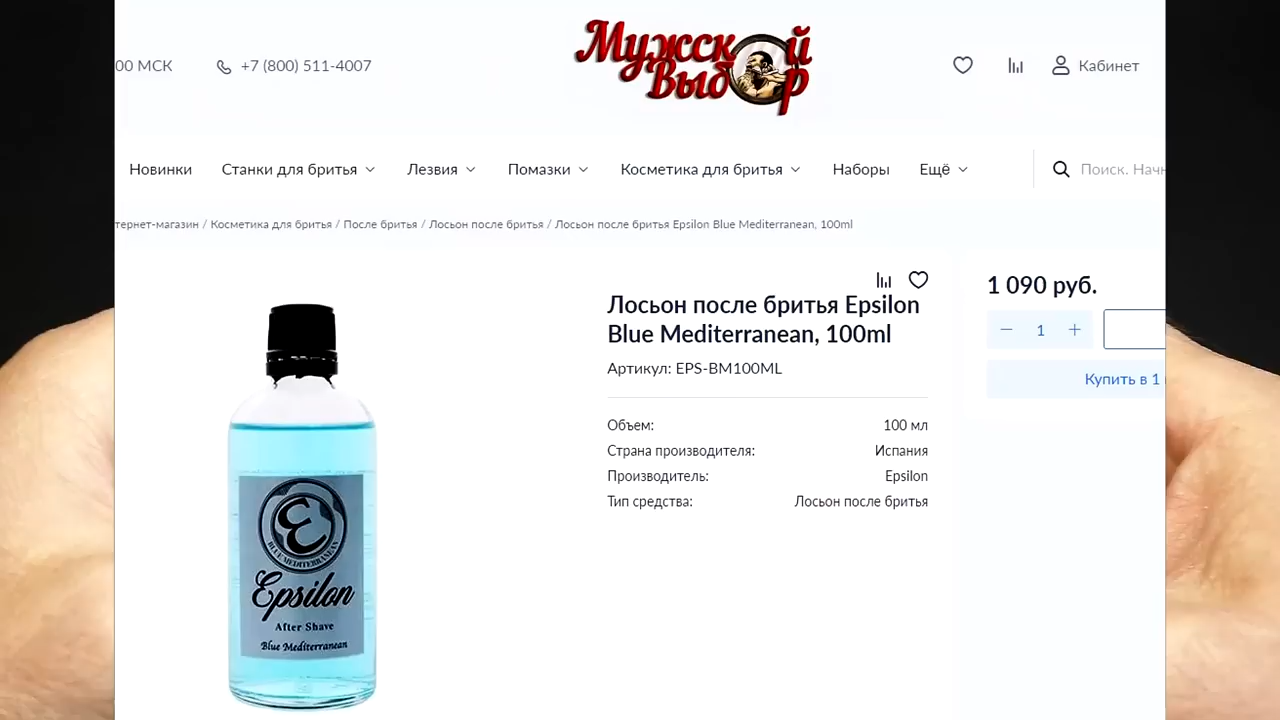 00 МСК
+7 (800) 511-4007
Мужской
Выбор
Кабинет
Новинки
Станки для бритья
Лезвия
Помазки
Косметика для бритья
Наборы
Ещё
Поиск. Начн
тернет-магазин / Косметика для бритья / После бритья / Лосьон после бритья / Лосьон после бритья Epsilon Blue Mediterranean, 100ml
Лосьон после бритья Epsilon
Blue Mediterranean, 100ml
Артикул: EPS-BM100ML
Объем: 100 мл
Страна производителя: Испания
Производитель: Epsilon
Тип средства: Лосьон после бритья
1 090 руб.
1
Купить в 1
BLUE MEDITERRANEAN
Epsilon
After Shave
Blue Mediterranean